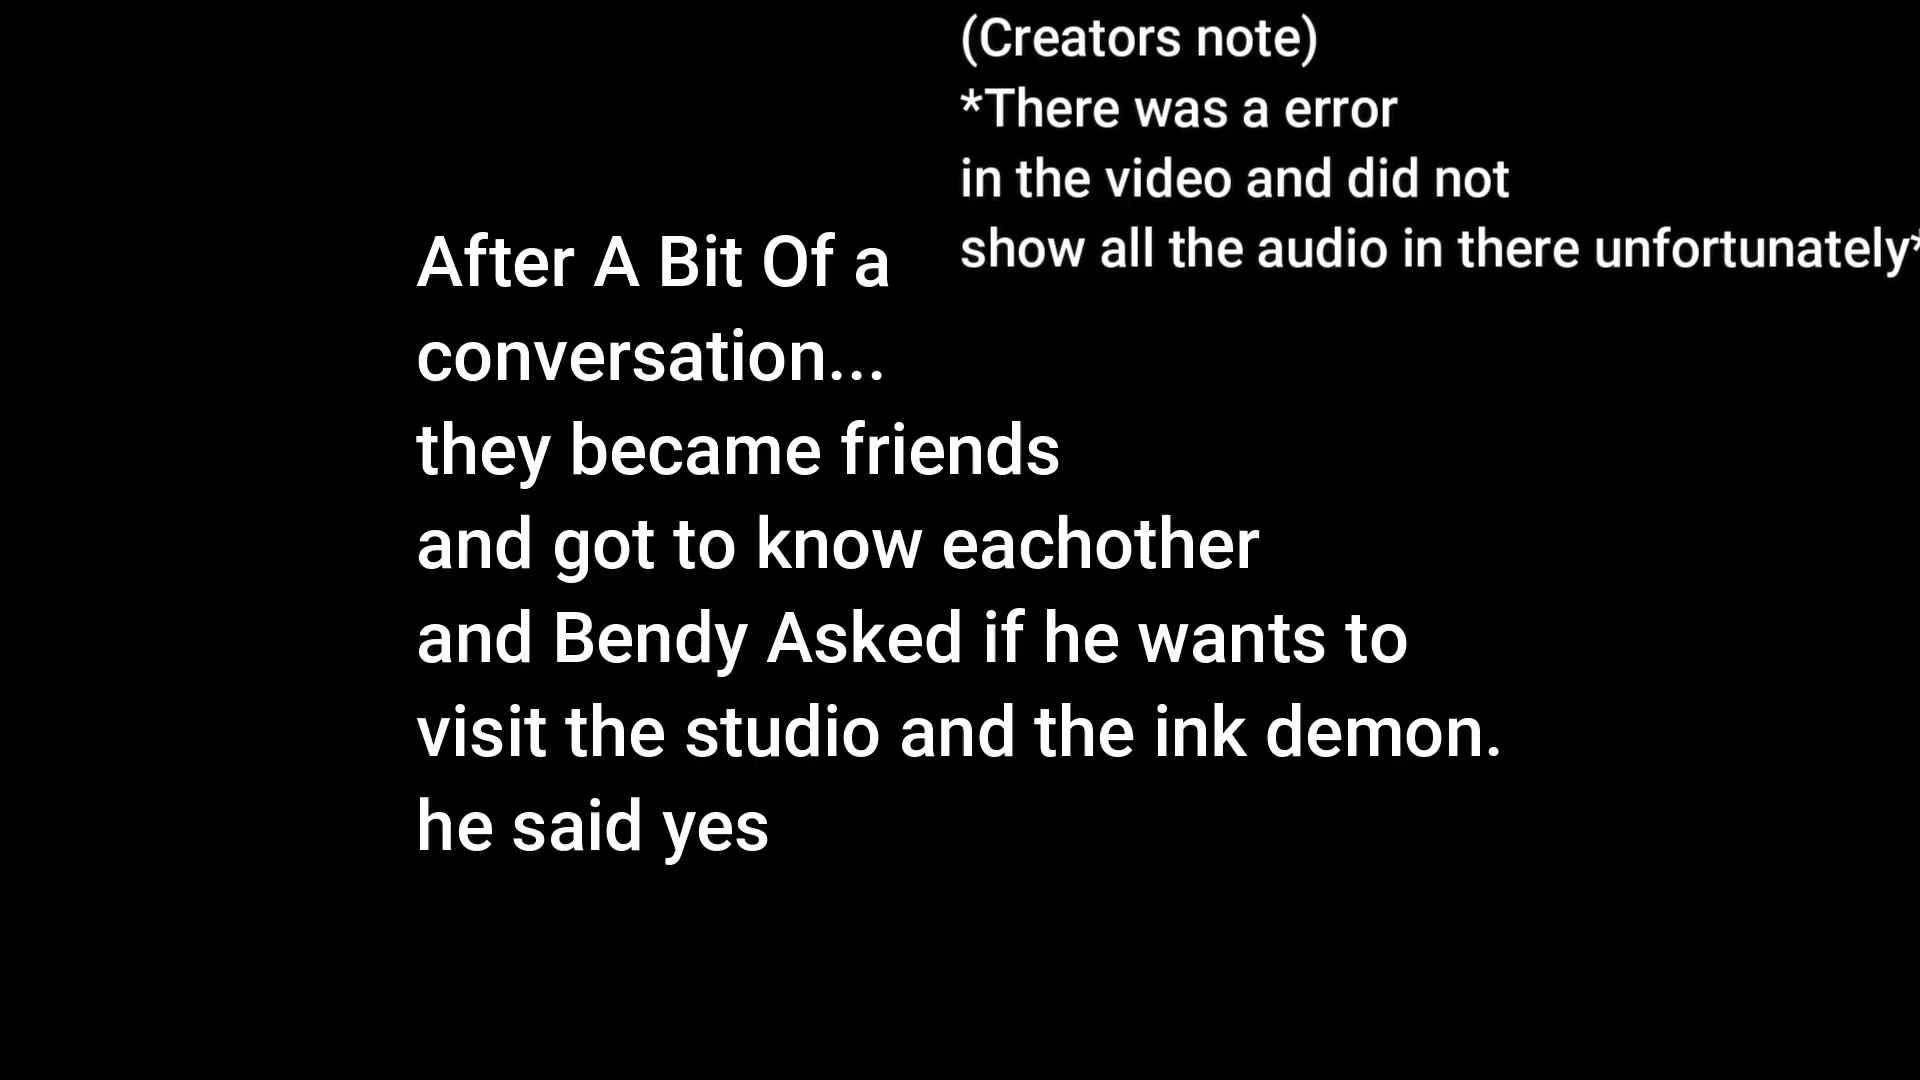 (Creators note)
*There was a error
in the video and did not
show all the audio in there unfortunately*
After A Bit Of a
conversation...
they became friends
and got to know eachother
and Bendy Asked if he wants to
visit the studio and the ink demon.
he said yes